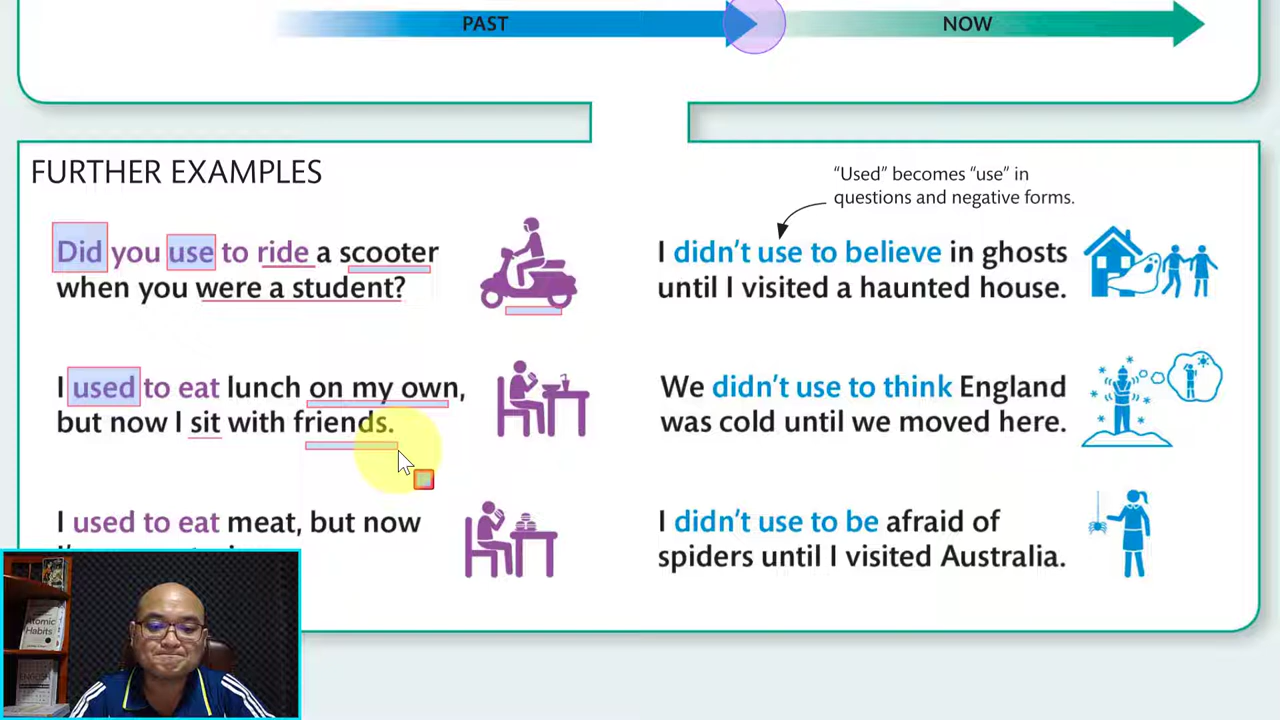 PAST
NOW
FURTHER EXAMPLES
"Used" becomes "use" in
questions and negative forms.
Did you use to ride a scooter
when you were a student?
I didn't use to believe in ghosts
until I visited a haunted house.
I used to eat lunch on my own,
but now I sit with friends.
We didn't use to think England
was cold until we moved here.
I used to eat meat, but now
I didn't use to be afraid of
spiders until I visited Australia.
Atomic
Habits
ENGLISH